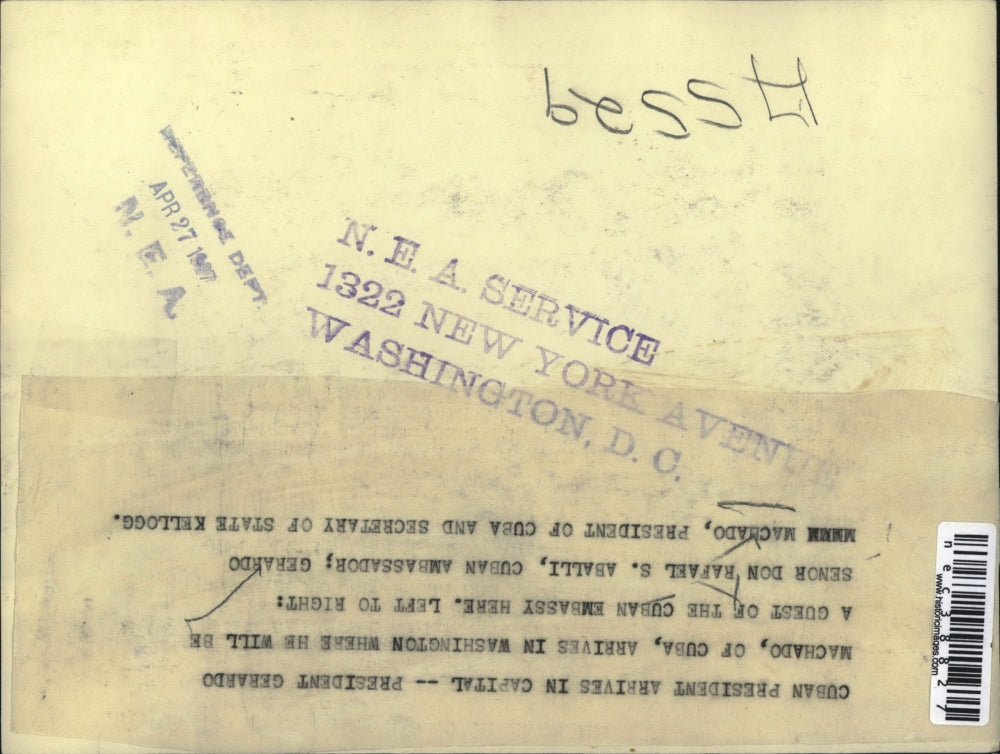 bess H
REFERENCE DEPT.
APR 27 1927
N. E. A.
N. E. A. SERVICE
1322 NEW YORK AVENUE
WASHINGTON, D. C.
CUBAN PRESIDENT ARRIVES IN CAPITAL -- PRESIDENT GERARDO
MACHADO, OF CUBA, ARRIVES IN WASHINGTON WHERE HE WILL BE
A GUEST OF THE CUBAN EMBASSY HERE. LEFT TO RIGHT:
SENOR DON RAFAEL S. ABALLI, CUBAN AMBASSADOR; GERARDO
MACHADO, PRESIDENT OF CUBA AND SECRETARY OF STATE KELLOGG.
www.historicimages.com
nec38827